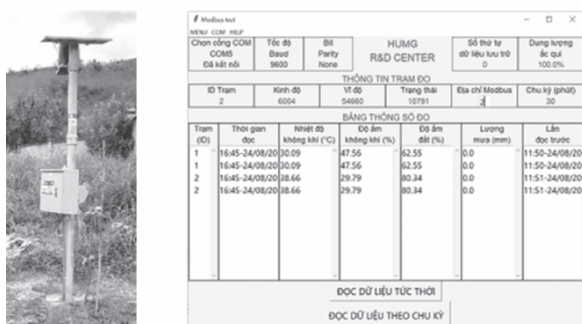 Modbus test
MENU COM HELP
Chọn cổng COM
COM5
Đã kết nối
Tốc độ
Baud
9600
Bit
Parity
None
HUMG
R&D CENTER
Số thứ tự
dữ liệu lưu trữ
0
Dung lượng
ắc qui
100.0%
THÔNG TIN TRẠM ĐO
ID Trạm Kinh độ Vĩ độ Trạng thái Địa chỉ Modbus Chu kỳ (phút)
2 6004 54660 10791 2 30
BẢNG THÔNG SỐ ĐO
Trạm
(ID)
Thời gian
đọc
Nhiệt độ
không khí (°C)
Độ ẩm
không khí (%)
Độ ẩm
đất (%)
Lượng
mưa (mm)
Lần
đọc trước
1 16:45-24/08/20 30.09 47.56 62.55 0.0 11:50-24/08/20
1 16:45-24/08/20 30.09 47.56 62.55 0.0 11:50-24/08/20
2 16:45-24/08/20 38.66 29.79 80.34 0.0 11:51-24/08/20
2 16:45-24/08/20 38.66 29.79 80.34 0.0 11:51-24/08/20
ĐỌC DỮ LIỆU TỨC THỜI
ĐỌC DỮ LIỆU THEO CHU KỲ